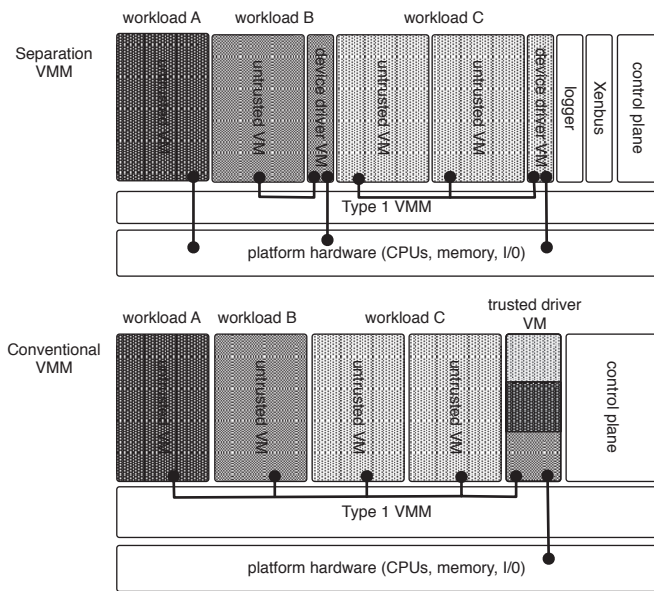 workload A
workload B
workload C
Separation
VMM
untrusted VM
untrusted VM
device driver VM
untrusted VM
untrusted VM
device driver VM
logger
Xenbus
control plane
Type 1 VMM
platform hardware (CPUs, memory, I/0)
workload A
workload B
workload C
trusted driver
VM
Conventional
VMM
untrusted VM
untrusted VM
untrusted VM
untrusted VM
control plane
Type 1 VMM
platform hardware (CPUs, memory, I/0)